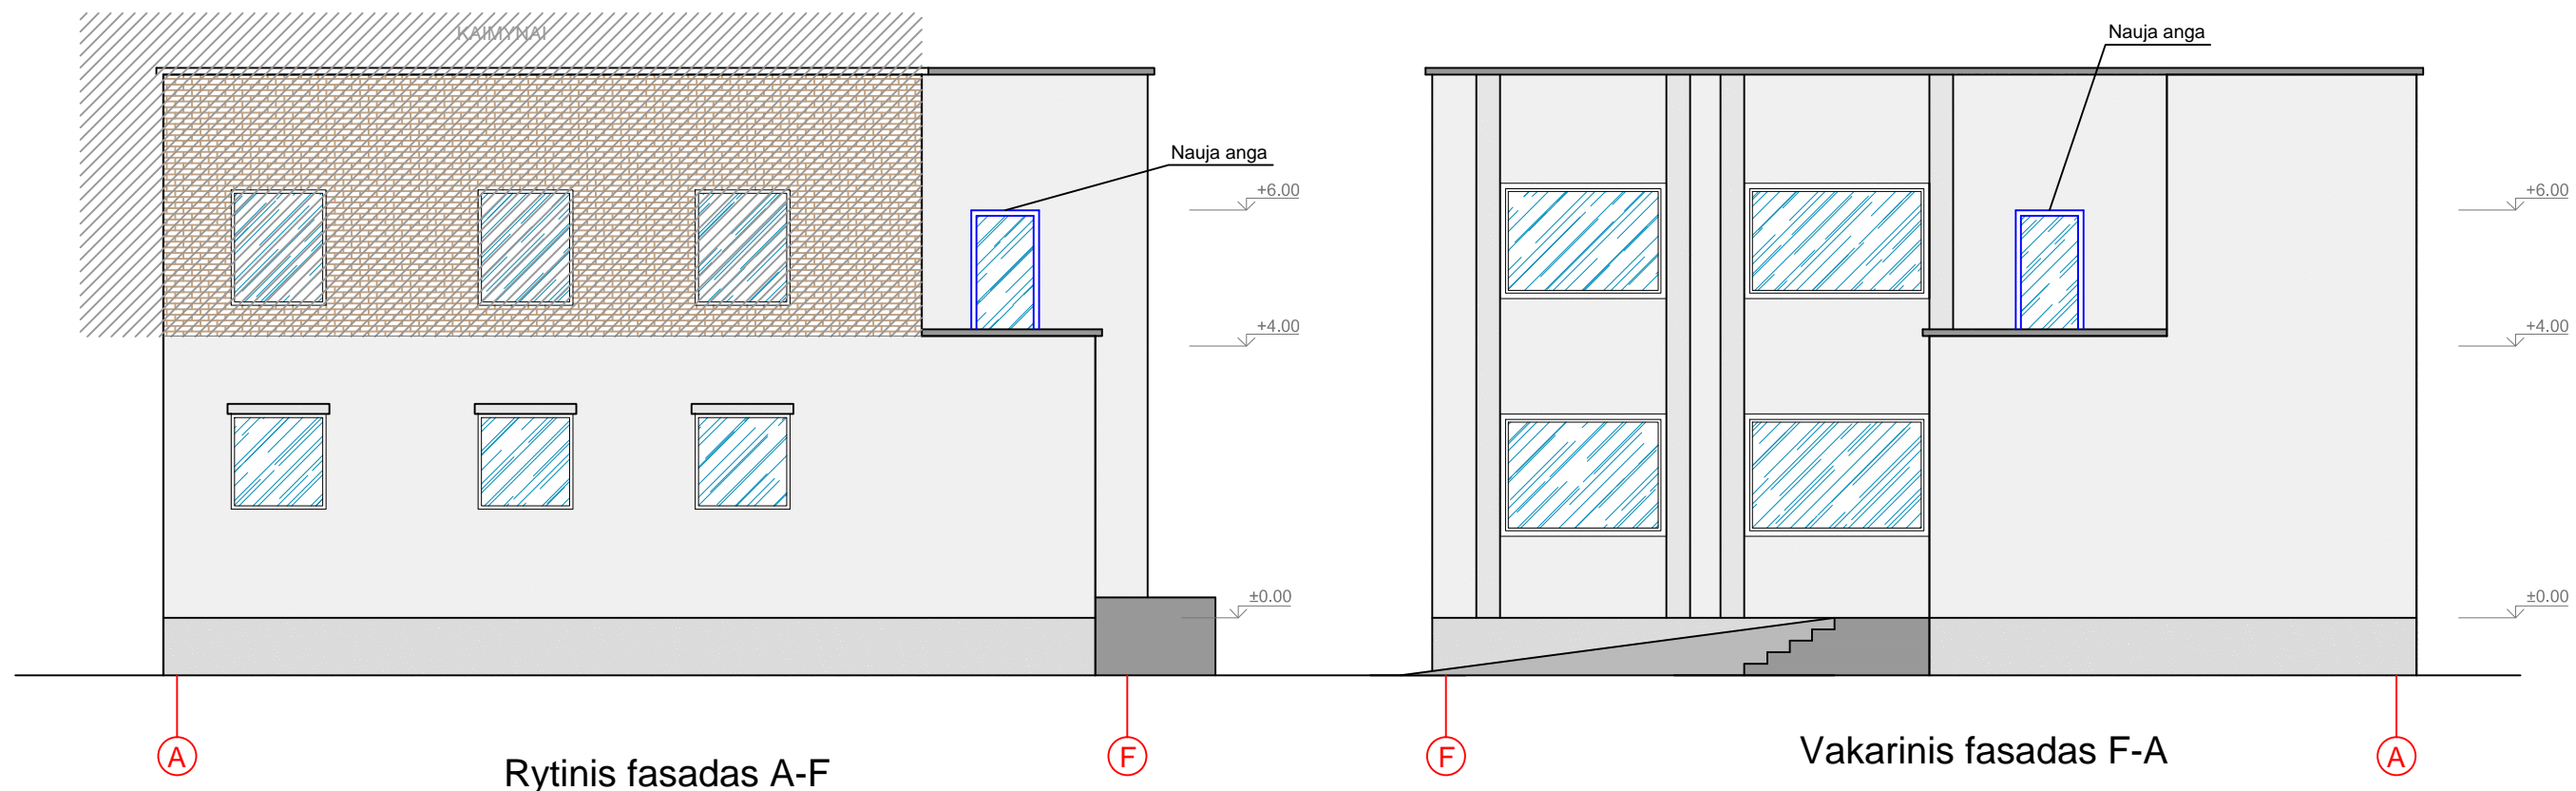 KAIMYNAI
Nauja anga
+6.00
+4.00
±0.00
A
F
Rytinis fasadas A-F
Nauja anga
+6.00
+4.00
±0.00
F
A
Vakarinis fasadas F-A